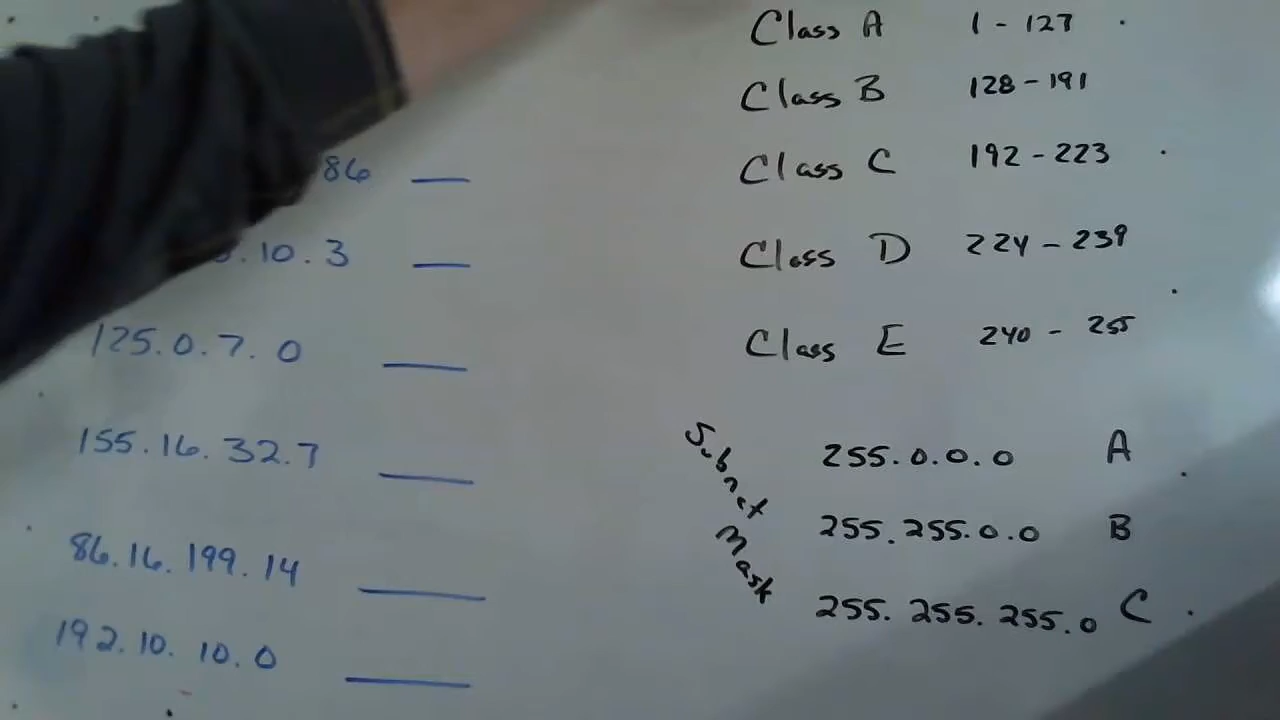 86
.10.3
125.0.7.0
155.16.32.7
86.16.199.14
192.10.10.0
Class A 1 - 127
Class B 128 - 191
Class C 192 - 223
Class D 224 - 239
Class E 240 - 255
Subnet Mask
255.0.0.0 A
255.255.0.0 B
255.255.255.0 C